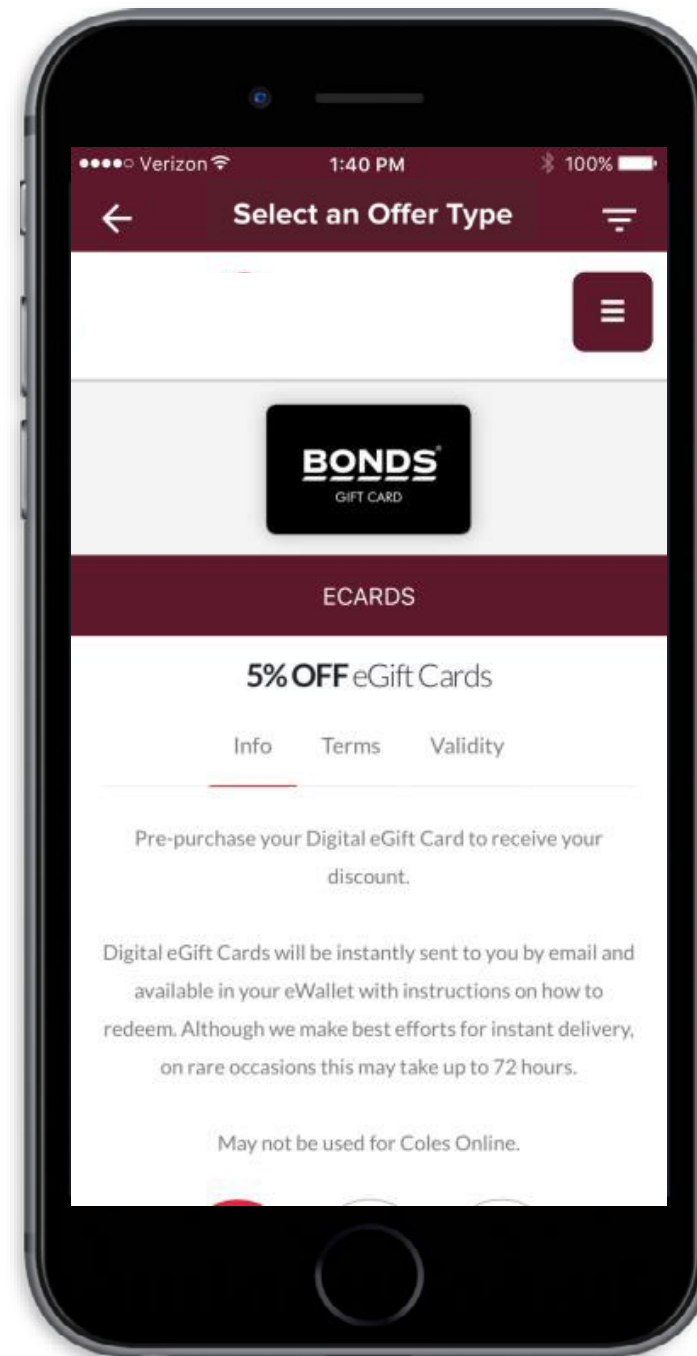 Verizon 1:40 PM 100%
Select an Offer Type
BONDS®
GIFT CARD
ECARDS
5% OFF eGift Cards
Info Terms Validity
Pre-purchase your Digital eGift Card to receive your
discount.
Digital eGift Cards will be instantly sent to you by email and
available in your eWallet with instructions on how to
redeem. Although we make best efforts for instant delivery,
on rare occasions this may take up to 72 hours.
May not be used for Coles Online.